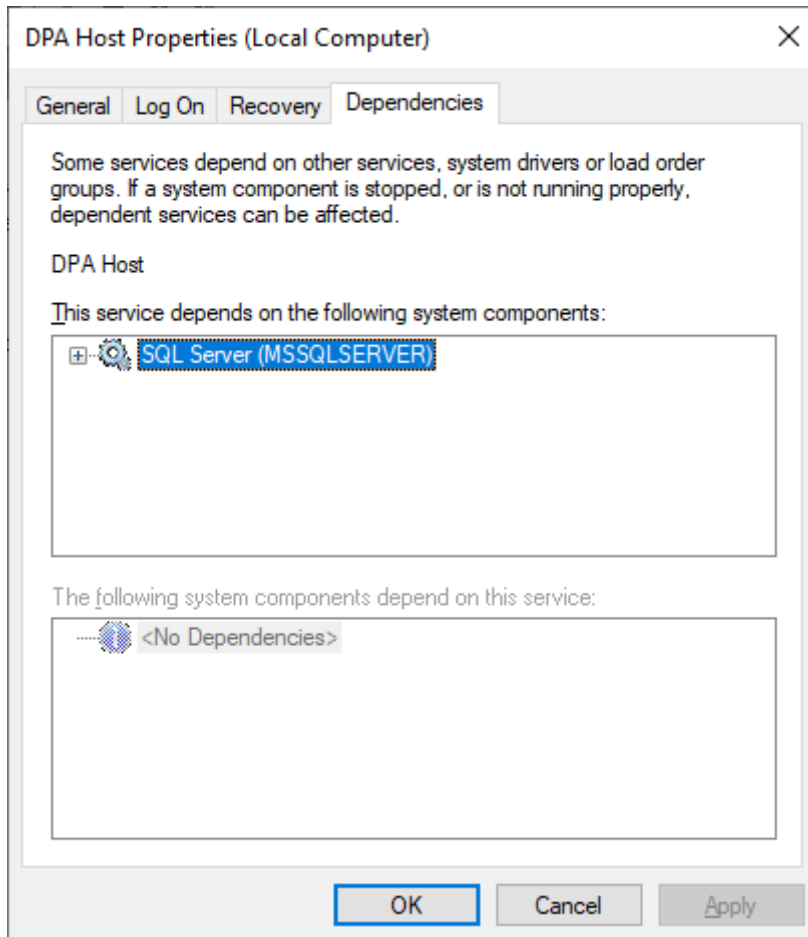 DPA Host Properties (Local Computer)
General Log On Recovery Dependencies
Some services depend on other services, system drivers or load order
groups. If a system component is stopped, or is not running properly,
dependent services can be affected.
DPA Host
This service depends on the following system components:
SQL Server (MSSQLSERVER)
The following system components depend on this service:
<No Dependencies>
OK Cancel Apply